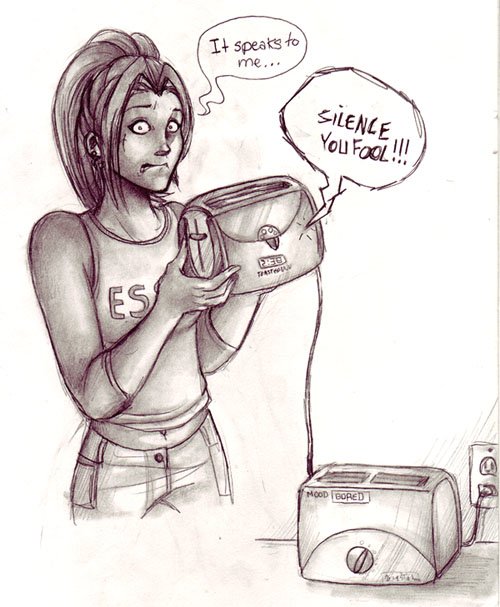 It speaks to
me...
SILENCE
YOU FOOL!!!
ES
MOOD BORED